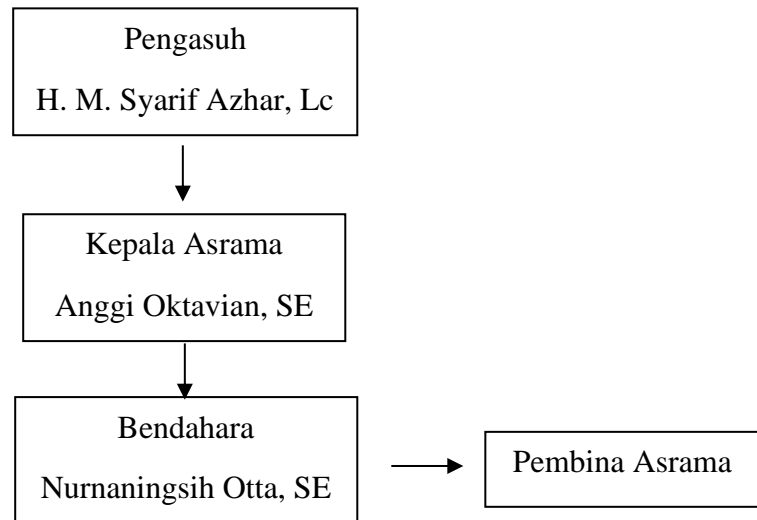 Pengasuh
H. M. Syarif Azhar, Lc
Kepala Asrama
Anggi Oktavian, SE
Bendahara
Nurnaningsih Otta, SE
Pembina Asrama